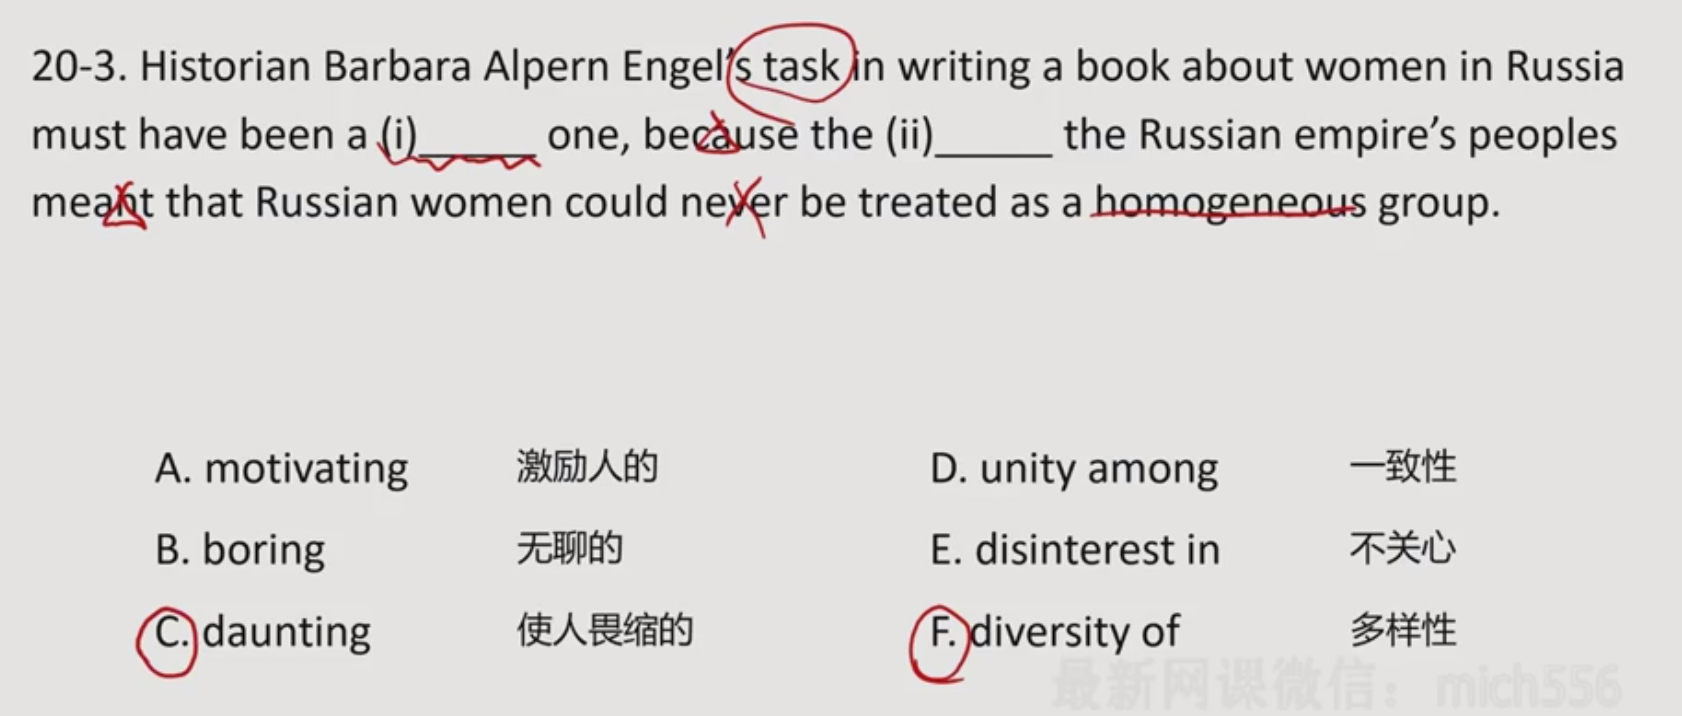 20-3. Historian Barbara Alpern Engel's task in writing a book about women in Russia
must have been a (i)_____ one, because the (ii)_____ the Russian empire’s peoples
meant that Russian women could never be treated as a homogeneous group.
A. motivating 激励人的 D. unity among 一致性
B. boring 无聊的 E. disinterest in 不关心
C. daunting 使人畏缩的 F. diversity of 多样性
最新网课微信：mich556